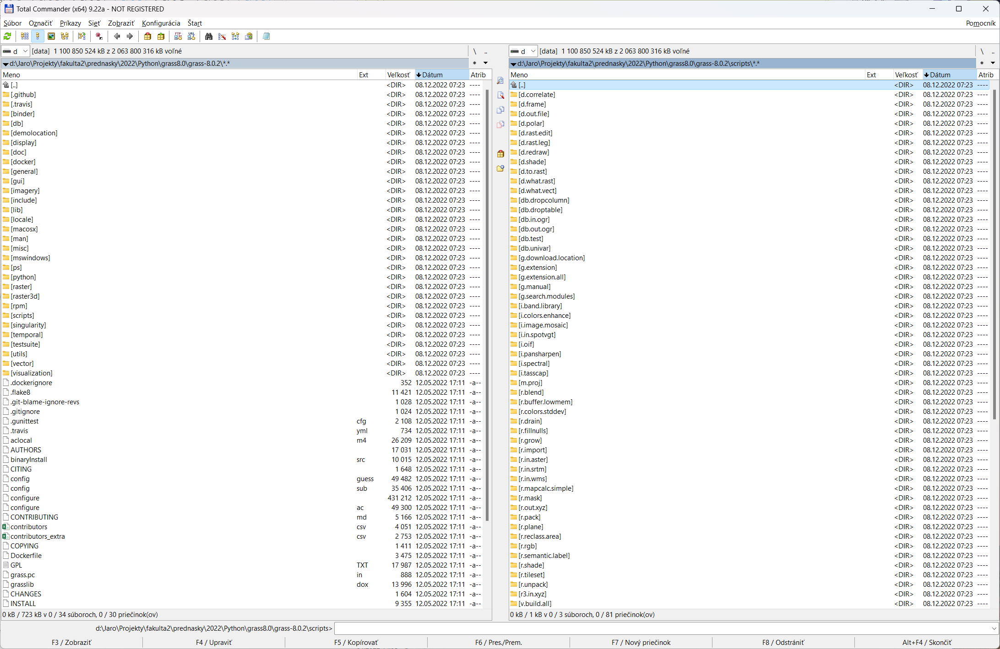 Total Commander (x64) 9.22a - NOT REGISTERED
Súbor Označiť Príkazy Sieť Zobraziť Konfigurácia Štart Pomocník
FTP URL
d [data] 1 100 850 524 kB z 2 063 800 316 kB voľné \ ..
d:\Jaro\Projekty\fakulta2\prednasky\2022\Python\grass8.0\grass-8.0.2\*.* *
Meno Ext Veľkosť Dátum Atrib
[..] <DIR> 08.12.2022 07:23 ----
[.github] <DIR> 08.12.2022 07:23 ----
[.travis] <DIR> 08.12.2022 07:23 ----
[binder] <DIR> 08.12.2022 07:23 ----
[db] <DIR> 08.12.2022 07:23 ----
[demolocation] <DIR> 08.12.2022 07:23 ----
[display] <DIR> 08.12.2022 07:23 ----
[doc] <DIR> 08.12.2022 07:23 ----
[docker] <DIR> 08.12.2022 07:23 ----
[general] <DIR> 08.12.2022 07:23 ----
[gui] <DIR> 08.12.2022 07:23 ----
[imagery] <DIR> 08.12.2022 07:23 ----
[include] <DIR> 08.12.2022 07:23 ----
[lib] <DIR> 08.12.2022 07:23 ----
[locale] <DIR> 08.12.2022 07:23 ----
[macosx] <DIR> 08.12.2022 07:23 ----
[man] <DIR> 08.12.2022 07:23 ----
[misc] <DIR> 08.12.2022 07:23 ----
[mswindows] <DIR> 08.12.2022 07:23 ----
[ps] <DIR> 08.12.2022 07:23 ----
[python] <DIR> 08.12.2022 07:23 ----
[raster] <DIR> 08.12.2022 07:23 ----
[raster3d] <DIR> 08.12.2022 07:23 ----
[rpm] <DIR> 08.12.2022 07:23 ----
[scripts] <DIR> 08.12.2022 07:23 ----
[singularity] <DIR> 08.12.2022 07:23 ----
[temporal] <DIR> 08.12.2022 07:23 ----
[testsuite] <DIR> 08.12.2022 07:23 ----
[utils] <DIR> 08.12.2022 07:23 ----
[vector] <DIR> 08.12.2022 07:23 ----
[visualization] <DIR> 08.12.2022 07:23 ----
.dockerignore 352 12.05.2022 17:11 -a--
.flake8 11 421 12.05.2022 17:11 -a--
.git-blame-ignore-revs 1 028 12.05.2022 17:11 -a--
.gitignore 1 024 12.05.2022 17:11 -a--
.gunittest cfg 2 108 12.05.2022 17:11 -a--
.travis yml 734 12.05.2022 17:11 -a--
aclocal m4 26 209 12.05.2022 17:11 -a--
AUTHORS 17 031 12.05.2022 17:11 -a--
binaryInstall src 10 015 12.05.2022 17:11 -a--
CITING 1 648 12.05.2022 17:11 -a--
config guess 49 482 12.05.2022 17:11 -a--
config sub 35 406 12.05.2022 17:11 -a--
configure 431 212 12.05.2022 17:11 -a--
configure ac 49 300 12.05.2022 17:11 -a--
CONTRIBUTING md 5 166 12.05.2022 17:11 -a--
contributors csv 4 051 12.05.2022 17:11 -a--
contributors_extra csv 2 753 12.05.2022 17:11 -a--
COPYING 1 411 12.05.2022 17:11 -a--
Dockerfile 3 475 12.05.2022 17:11 -a--
GPL TXT 17 987 12.05.2022 17:11 -a--
grass.pc in 888 12.05.2022 17:11 -a--
grasslib dox 13 996 12.05.2022 17:11 -a--
CHANGES 1 604 12.05.2022 17:11 -a--
INSTALL 9 355 12.05.2022 17:11 -a--
0 kB / 723 kB v 0 / 34 súboroch, 0 / 30 priečinok(ov)
d [data] 1 100 850 524 kB z 2 063 800 316 kB voľné \ ..
d:\Jaro\Projekty\fakulta2\prednasky\2022\Python\grass8.0\grass-8.0.2\scripts\*.* *
Meno Ext Veľkosť Dátum Atrib
[..] <DIR> 08.12.2022 07:23 ----
[d.correlate] <DIR> 08.12.2022 07:23 ----
[d.frame] <DIR> 08.12.2022 07:23 ----
[d.out.file] <DIR> 08.12.2022 07:23 ----
[d.polar] <DIR> 08.12.2022 07:23 ----
[d.rast.edit] <DIR> 08.12.2022 07:23 ----
[d.rast.leg] <DIR> 08.12.2022 07:23 ----
[d.redraw] <DIR> 08.12.2022 07:23 ----
[d.shade] <DIR> 08.12.2022 07:23 ----
[d.to.rast] <DIR> 08.12.2022 07:23 ----
[d.what.rast] <DIR> 08.12.2022 07:23 ----
[d.what.vect] <DIR> 08.12.2022 07:23 ----
[db.dropcolumn] <DIR> 08.12.2022 07:23 ----
[db.droptable] <DIR> 08.12.2022 07:23 ----
[db.in.ogr] <DIR> 08.12.2022 07:23 ----
[db.out.ogr] <DIR> 08.12.2022 07:23 ----
[db.test] <DIR> 08.12.2022 07:23 ----
[db.univar] <DIR> 08.12.2022 07:23 ----
[g.download.location] <DIR> 08.12.2022 07:23 ----
[g.extension] <DIR> 08.12.2022 07:23 ----
[g.extension.all] <DIR> 08.12.2022 07:23 ----
[g.manual] <DIR> 08.12.2022 07:23 ----
[g.search.modules] <DIR> 08.12.2022 07:23 ----
[i.band.library] <DIR> 08.12.2022 07:23 ----
[i.colors.enhance] <DIR> 08.12.2022 07:23 ----
[i.image.mosaic] <DIR> 08.12.2022 07:23 ----
[i.in.spotvgt] <DIR> 08.12.2022 07:23 ----
[i.oif] <DIR> 08.12.2022 07:23 ----
[i.pansharpen] <DIR> 08.12.2022 07:23 ----
[i.spectral] <DIR> 08.12.2022 07:23 ----
[i.tasscap] <DIR> 08.12.2022 07:23 ----
[m.proj] <DIR> 08.12.2022 07:23 ----
[r.blend] <DIR> 08.12.2022 07:23 ----
[r.buffer.lowmem] <DIR> 08.12.2022 07:23 ----
[r.colors.stddev] <DIR> 08.12.2022 07:23 ----
[r.drain] <DIR> 08.12.2022 07:23 ----
[r.fillnulls] <DIR> 08.12.2022 07:23 ----
[r.grow] <DIR> 08.12.2022 07:23 ----
[r.import] <DIR> 08.12.2022 07:23 ----
[r.in.aster] <DIR> 08.12.2022 07:23 ----
[r.in.srtm] <DIR> 08.12.2022 07:23 ----
[r.in.wms] <DIR> 08.12.2022 07:23 ----
[r.mapcalc.simple] <DIR> 08.12.2022 07:23 ----
[r.mask] <DIR> 08.12.2022 07:23 ----
[r.out.xyz] <DIR> 08.12.2022 07:23 ----
[r.pack] <DIR> 08.12.2022 07:23 ----
[r.plane] <DIR> 08.12.2022 07:23 ----
[r.reclass.area] <DIR> 08.12.2022 07:23 ----
[r.rgb] <DIR> 08.12.2022 07:23 ----
[r.semantic.label] <DIR> 08.12.2022 07:23 ----
[r.shade] <DIR> 08.12.2022 07:23 ----
[r.tileset] <DIR> 08.12.2022 07:23 ----
[r.unpack] <DIR> 08.12.2022 07:23 ----
[r3.in.xyz] <DIR> 08.12.2022 07:23 ----
[v.build.all] <DIR> 08.12.2022 07:23 ----
0 kB / 1 kB v 0 / 3 súboroch, 0 / 81 priečinok(ov)
d:\Jaro\Projekty\fakulta2\prednasky\2022\Python\grass8.0\grass-8.0.2\scripts>
F3 / Zobraziť F4 / Upraviť F5 / Kopírovať F6 / Pres./Prem. F7 / Nový priečinok F8 / Odstrániť Alt+F4 / Skončiť